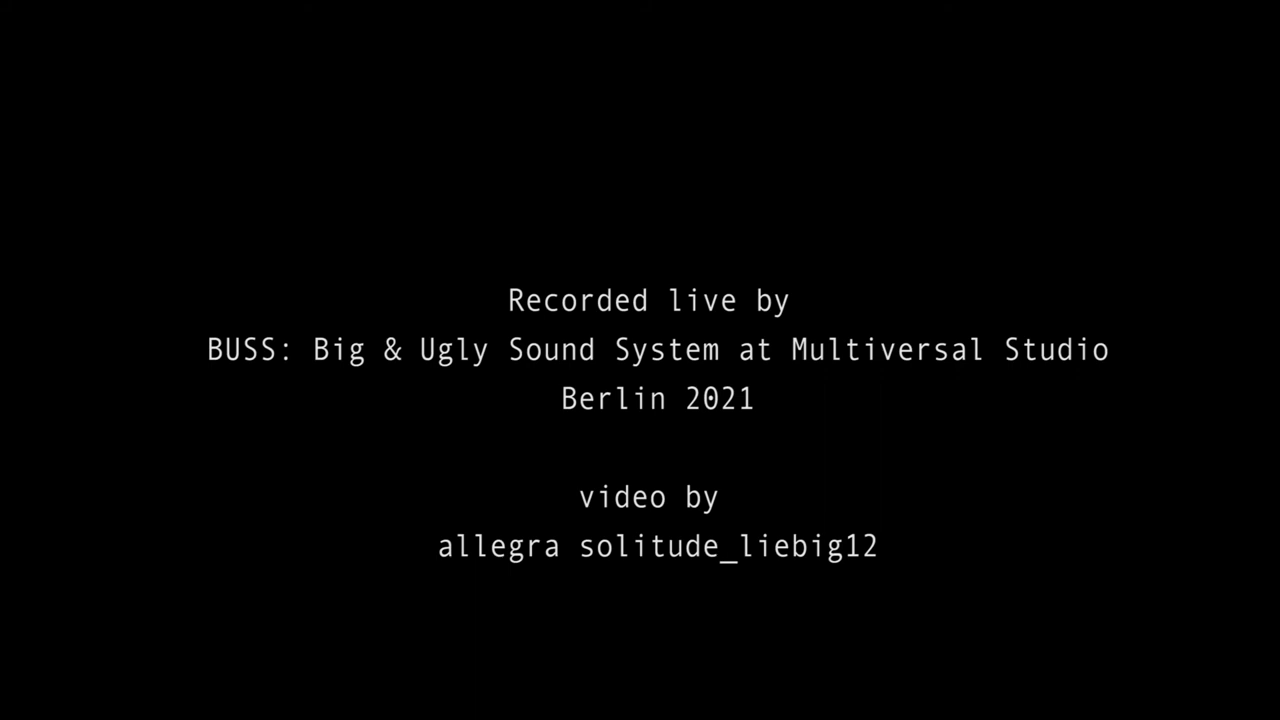 Recorded live by
BUSS: Big & Ugly Sound System at Multiversal Studio
Berlin 2021
video by
allegra solitude_liebig12